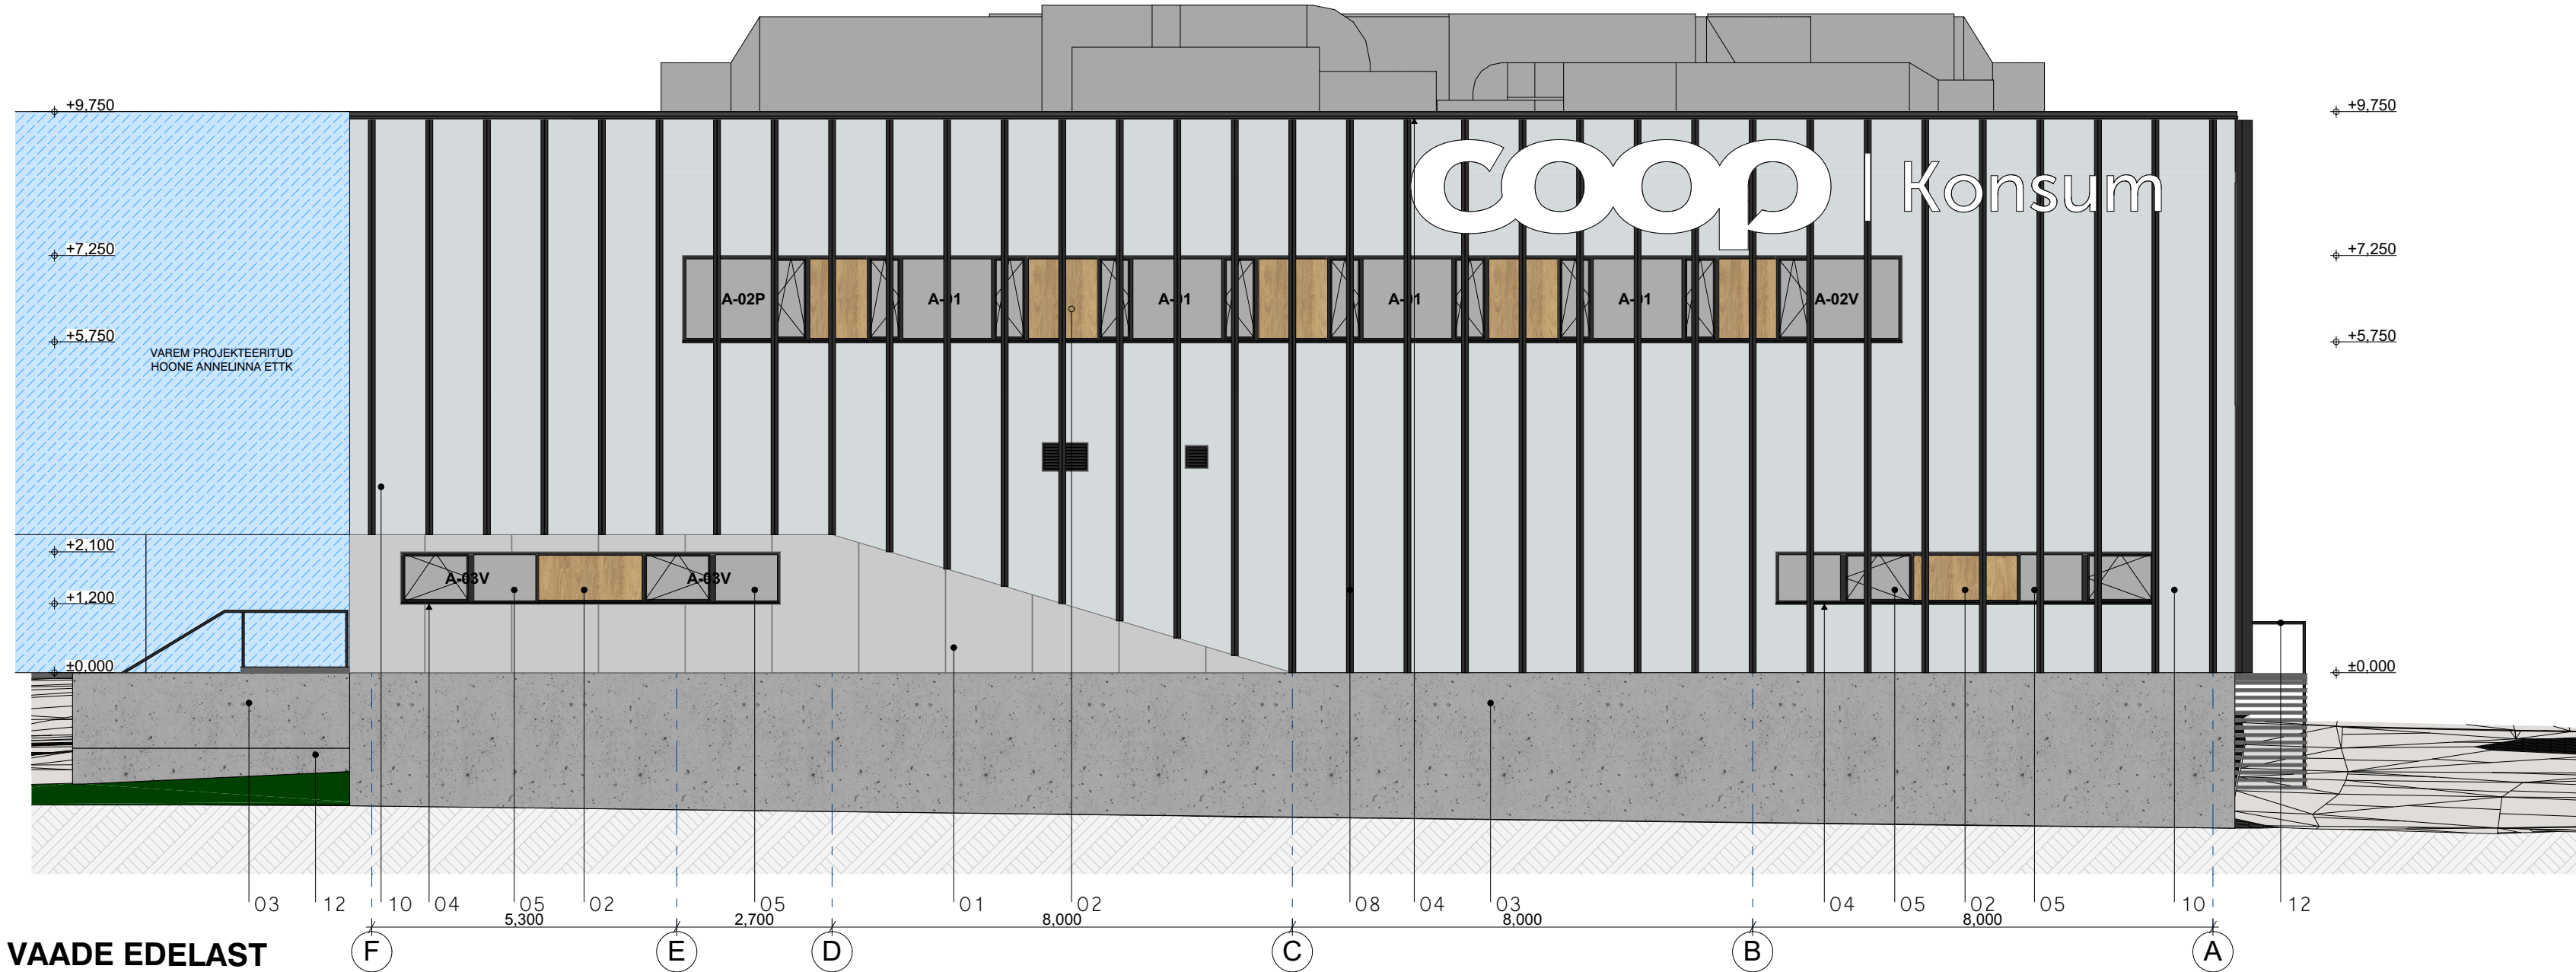 +9,750
+9,750
coop | Konsum
+7,250
+7,250
A-02P
A-01
A-01
A-01
A-01
A-02V
+5,750
+5,750
VAREM PROJEKTEERITUD
HOONE ANNELINNA ETTK
+2,100
A-03V
A-03V
+1,200
±0,000
±0,000
03
12
10
04
05
02
05
01
02
08
04
03
04
05
02
05
10
12
5,300
2,700
8,000
8,000
8,000
VAADE EDELAST
F
E
D
C
B
A